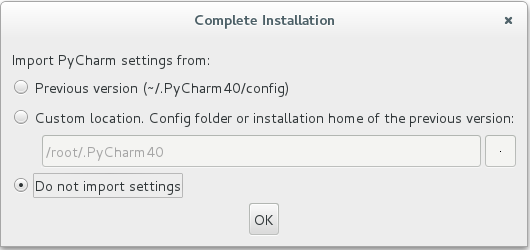 Complete Installation
Import PyCharm settings from:
Previous version (~/.PyCharm40/config)
Custom location. Config folder or installation home of the previous version:
/root/.PyCharm40
.
Do not import settings
OK